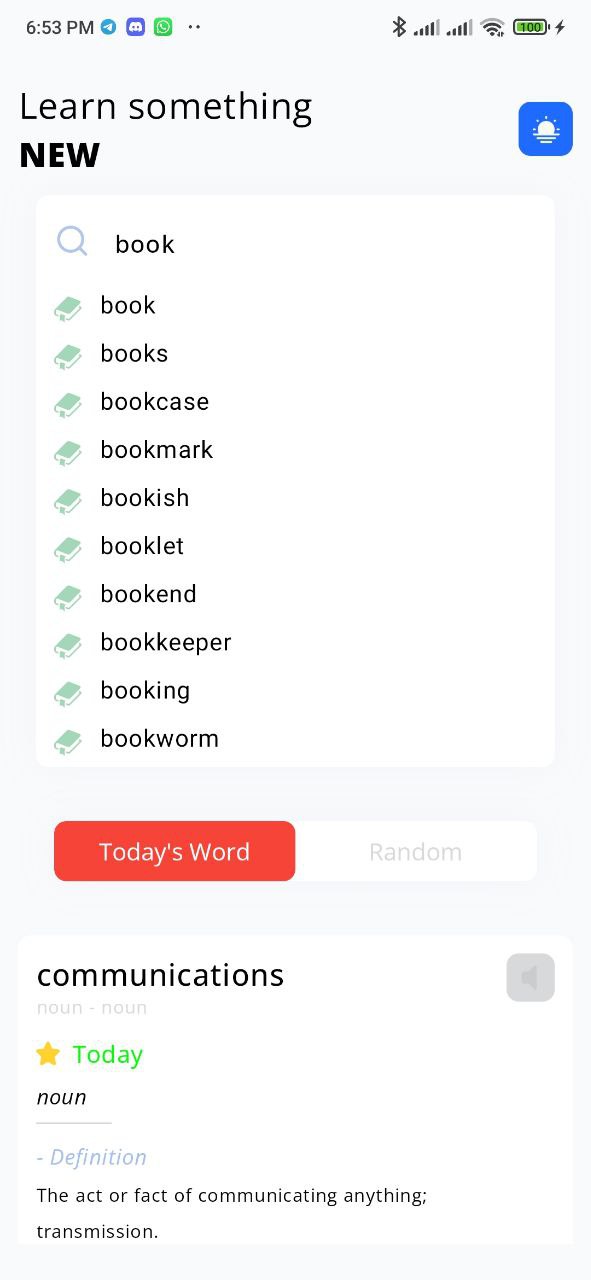 6:53 PM
100
Learn something
NEW
book
book
books
bookcase
bookmark
bookish
booklet
bookend
bookkeeper
booking
bookworm
Today's Word Random
communications
noun - noun
Today
noun
- Definition
The act or fact of communicating anything;
transmission.